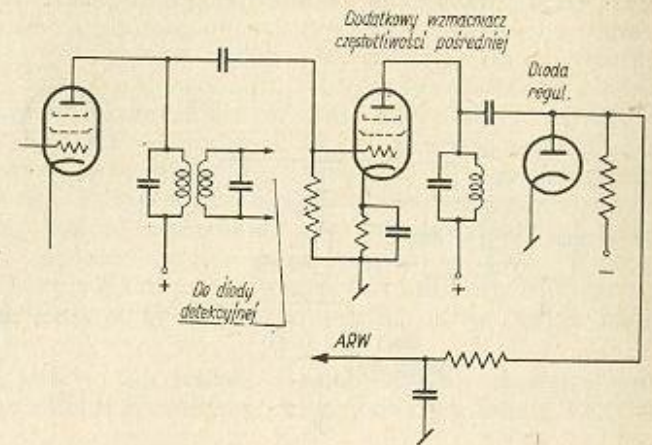 Dodatkowy wzmacniacz
częstotliwości pośredniej
Dioda
regul.
+
Do diody
detekcyjnej
+
−
ARW